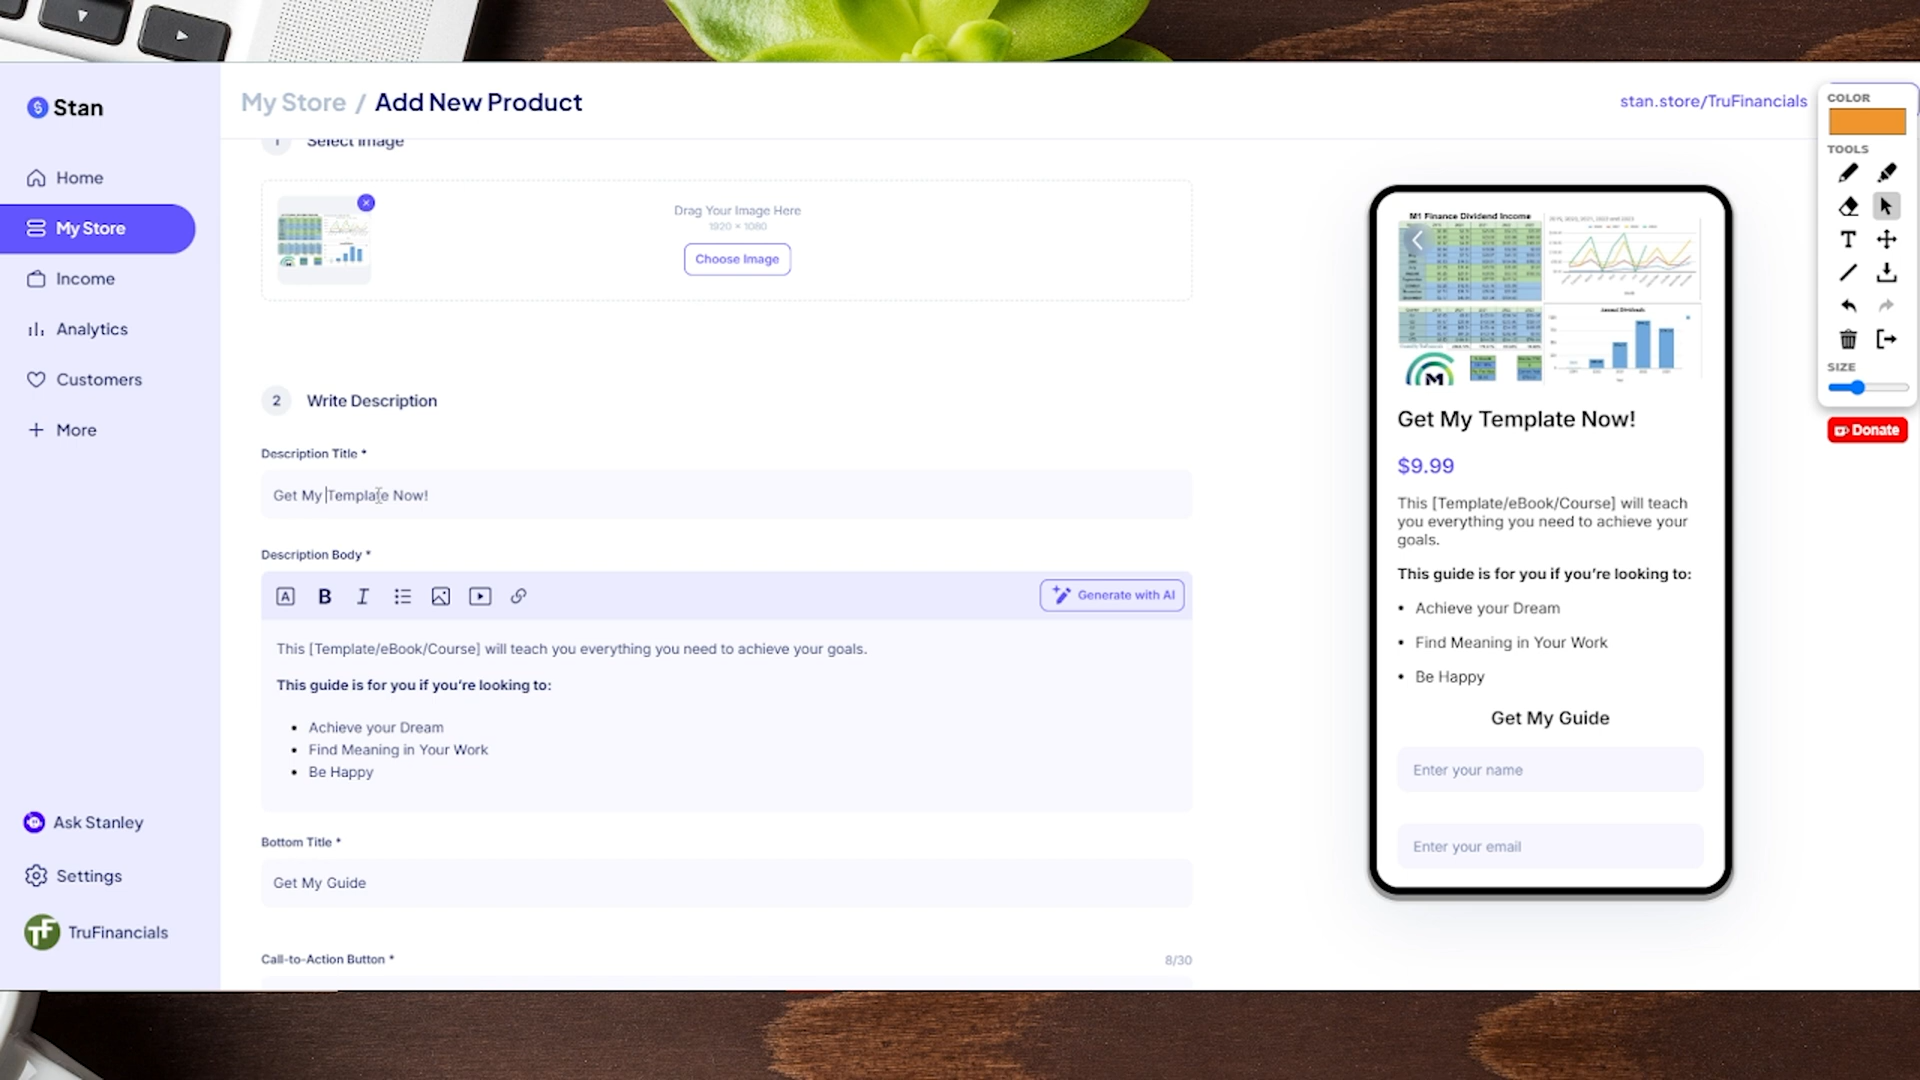 Stan
Home
My Store
Income
Analytics
Customers
More
Ask Stanley
Settings
TF TruFinancials
My Store / Add New Product
stan.store/TruFinancials
1 Select Image
Drag Your Image Here
1920 × 1080
Choose Image
2 Write Description
Description Title *
Get My Template Now!
Description Body *
A B I
Generate with AI
This [Template/eBook/Course] will teach you everything you need to achieve your goals.
This guide is for you if you’re looking to:
• Achieve your Dream
• Find Meaning in Your Work
• Be Happy
Bottom Title *
Get My Guide
Call-to-Action Button *
8/30
M1 Finance Dividend Income
Annual Dividends
M
Get My Template Now!
$9.99
This [Template/eBook/Course] will teach
you everything you need to achieve your
goals.
This guide is for you if you’re looking to:
• Achieve your Dream
• Find Meaning in Your Work
• Be Happy
Get My Guide
Enter your name
Enter your email
COLOR
TOOLS
T
SIZE
Donate